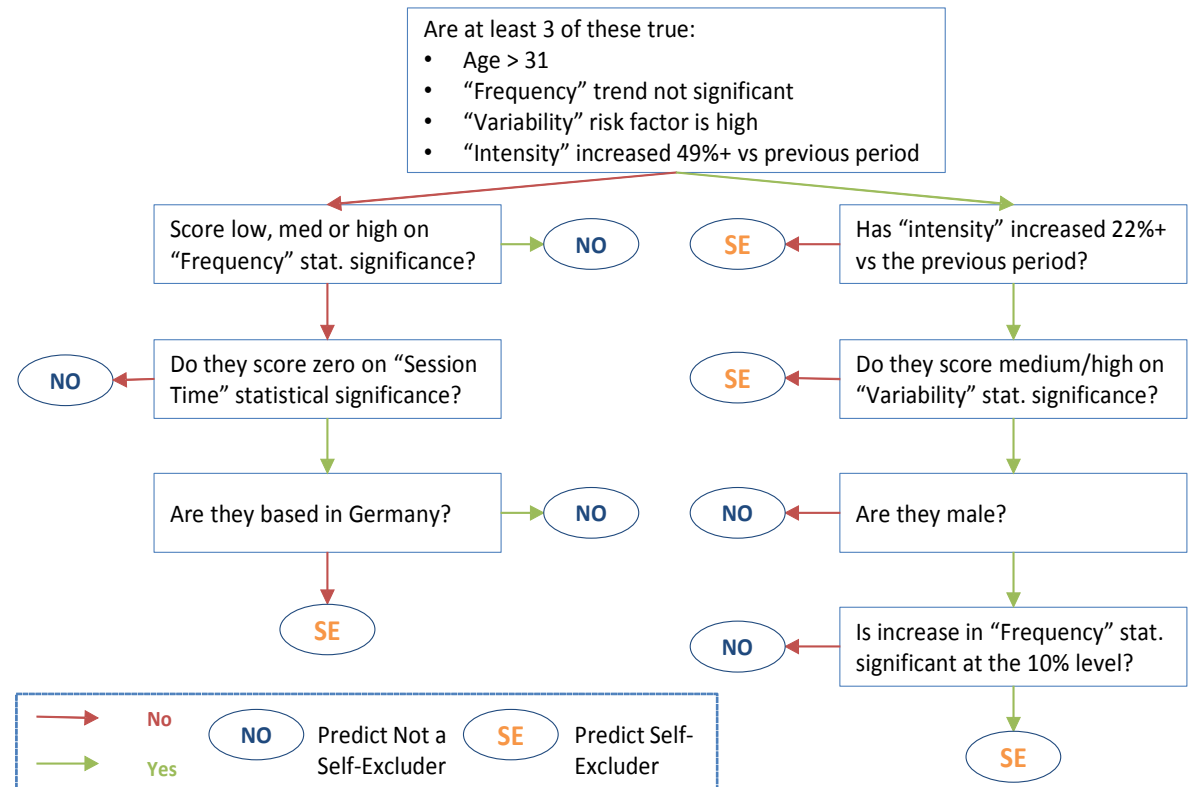 Are at least 3 of these true:
• Age > 31
• “Frequency” trend not significant
• “Variability” risk factor is high
• “Intensity” increased 49%+ vs previous period
Score low, med or high on
“Frequency” stat. significance?
NO
SE
Has “intensity” increased 22%+
vs the previous period?
NO
Do they score zero on “Session
Time” statistical significance?
SE
Do they score medium/high on
“Variability” stat. significance?
Are they based in Germany?
NO
NO
Are they male?
SE
NO
Is increase in “Frequency” stat.
significant at the 10% level?
No
Yes
NO
Predict Not a
Self-Excluder
SE
Predict Self-
Excluder
SE